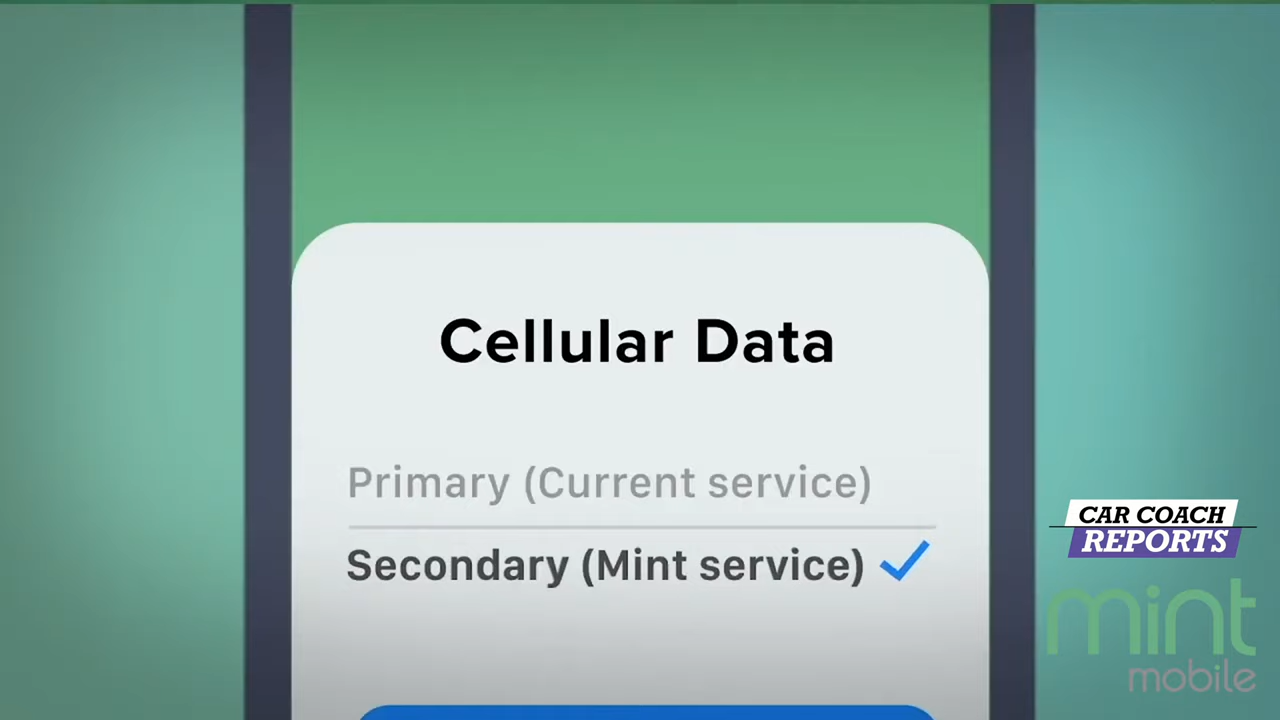 Cellular Data
Primary (Current service)
Secondary (Mint service)
CAR COACH
REPORTS
mint
mobile